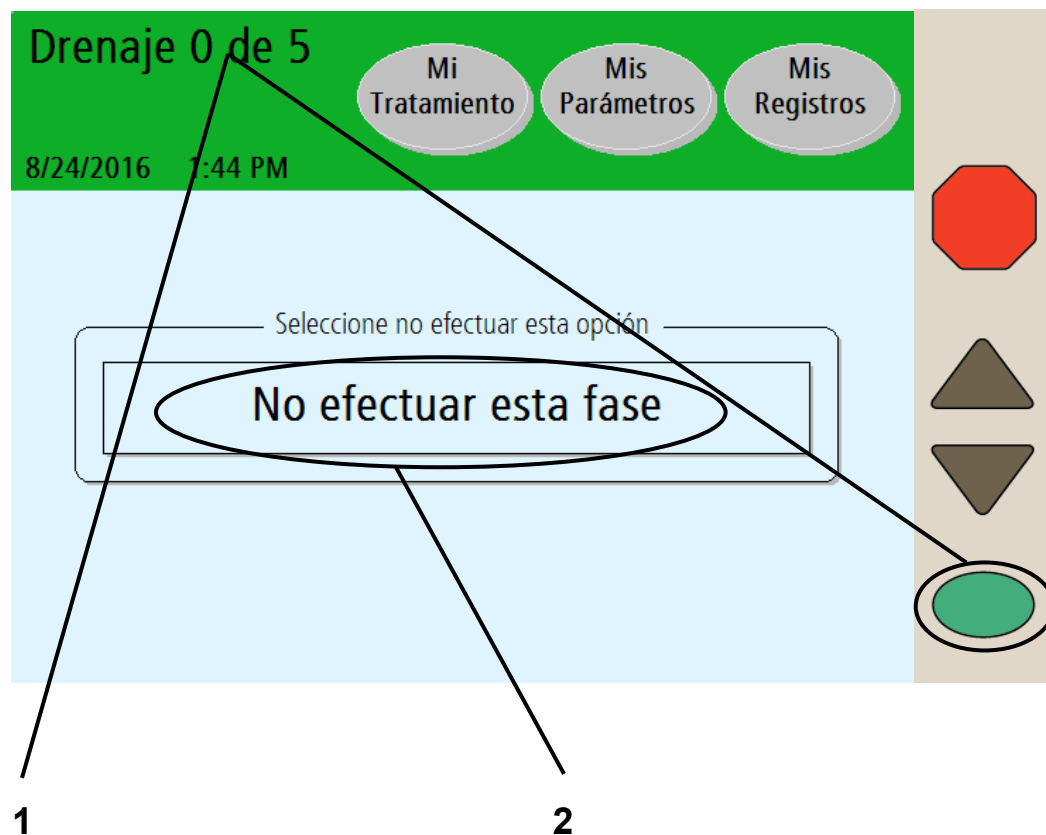 Drenaje 0 de 5
Mi
Tratamiento
Mis
Parámetros
Mis
Registros
8/24/2016 1:44 PM
Seleccione no efectuar esta opción
No efectuar esta fase
1 2